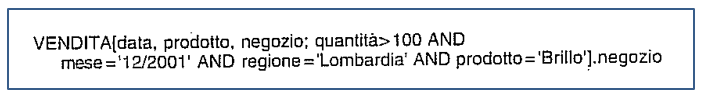 VENDITA[data, prodotto, negozio; quantità>100 AND
mese='12/2001' AND regione='Lombardia' AND prodotto='Brillo'].negozio